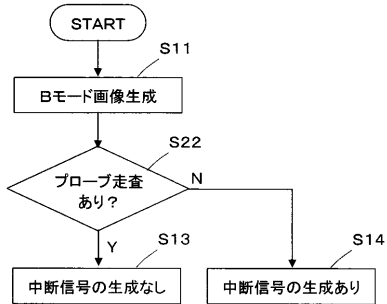 START
S11
Bモード画像生成
S22
プローブ走査
あり？
N
Y
S13
S14
中断信号の生成なし
中断信号の生成あり